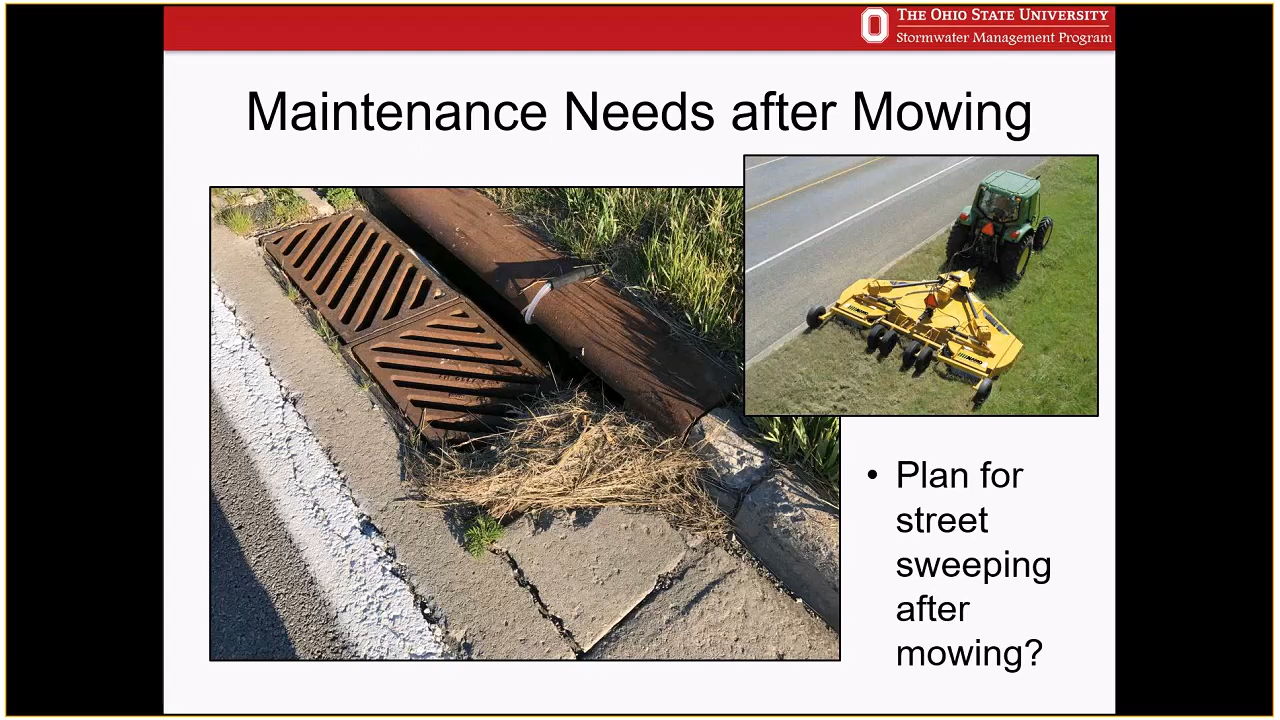 THE OHIO STATE UNIVERSITY
Stormwater Management Program
Maintenance Needs after Mowing
• Plan for
street
sweeping
after
mowing?